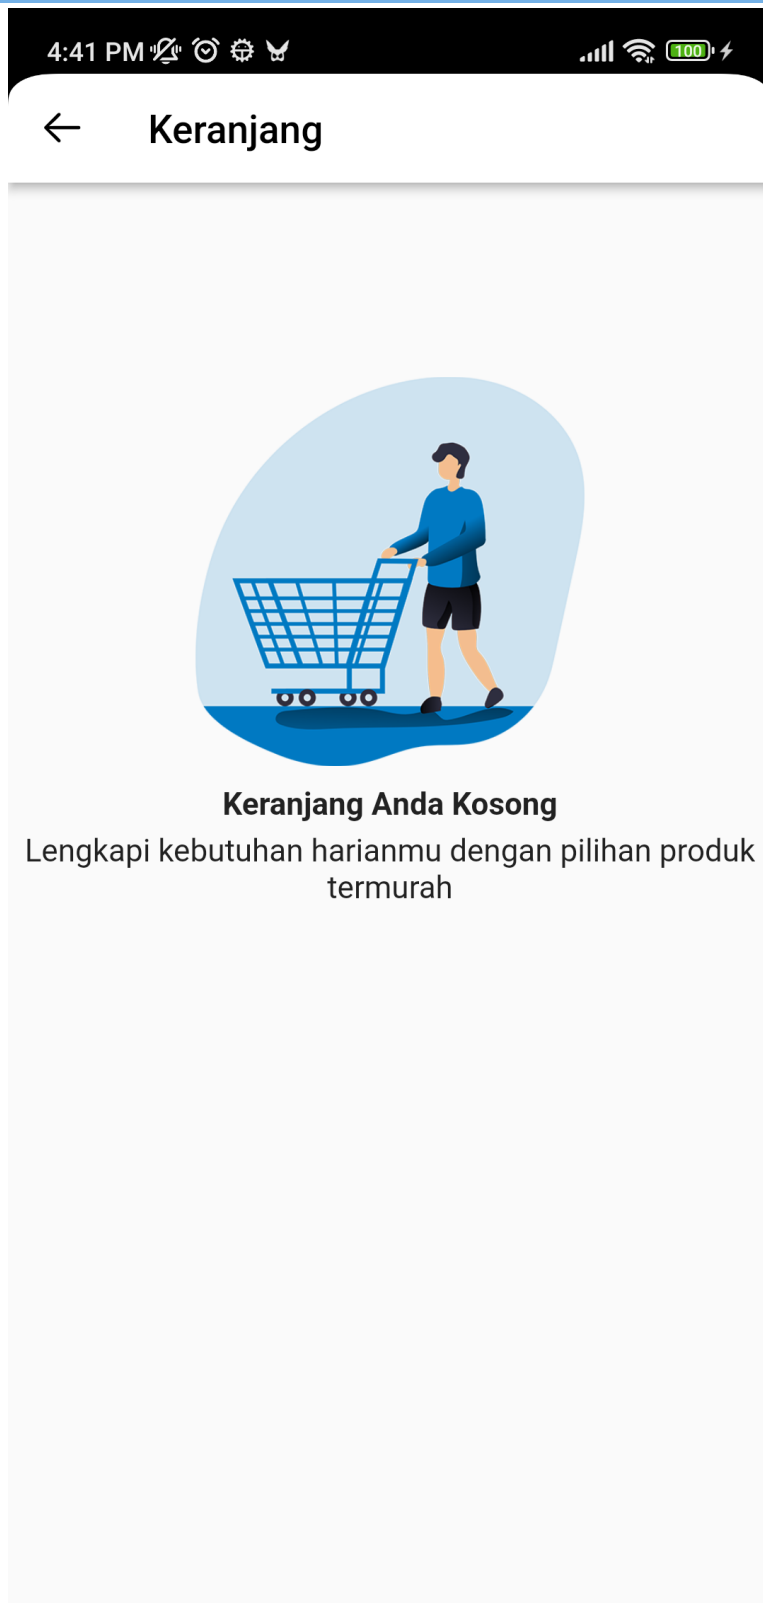 4:41 PM
100
Keranjang
Keranjang Anda Kosong
Lengkapi kebutuhan harianmu dengan pilihan produk
termurah